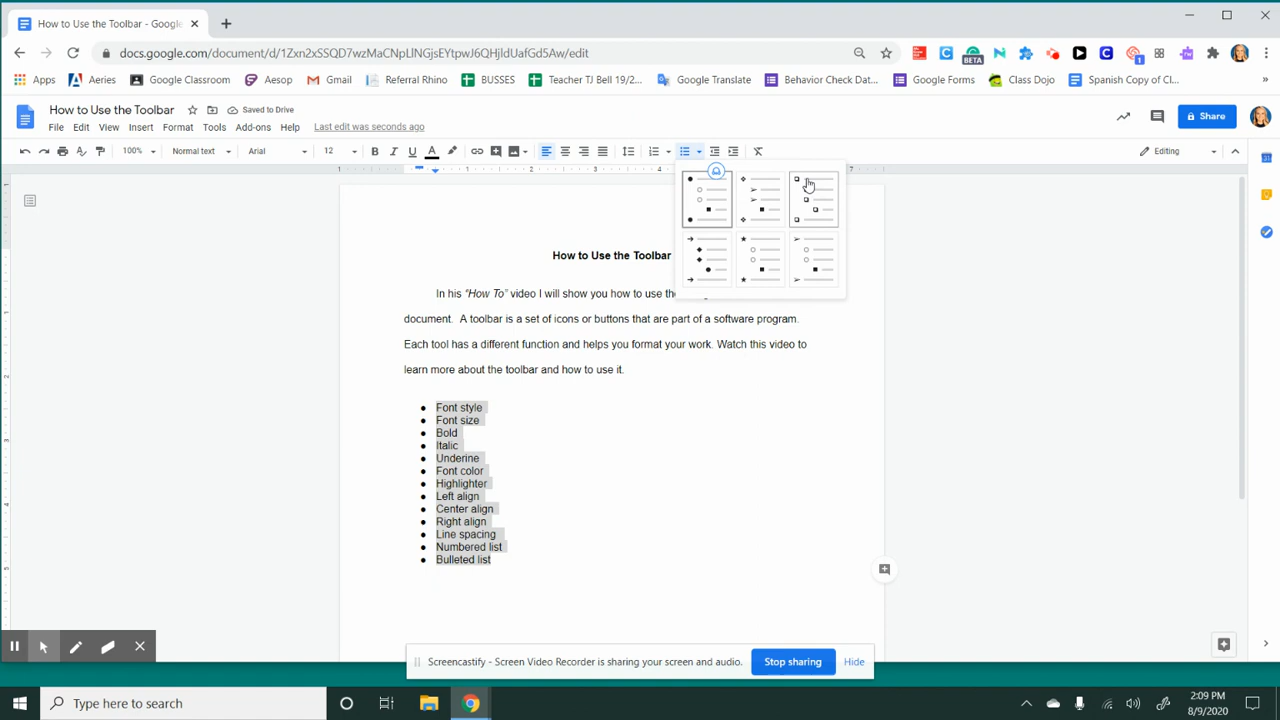 How to Use the Toolbar - Google
docs.google.com/document/d/1Zxn2xSSQD7wzMaCNpLlNGjsEYtpwJ6QHjldUafGd5Aw/edit
Apps Aeries Google Classroom Aesop Gmail Referral Rhino BUSSES Teacher TJ Bell 19/2... Google Translate Behavior Check Dat... Google Forms Class Dojo Spanish Copy of Cl...
BETA
How to Use the Toolbar Saved to Drive
Share
File Edit View Insert Format Tools Add-ons Help Last edit was seconds ago
100% Normal text Arial 12 Editing
How to Use the Toolbar
In his “How To” video I will show you how to use the
document. A toolbar is a set of icons or buttons that are part of a software program.
Each tool has a different function and helps you format your work. Watch this video to
learn more about the toolbar and how to use it.
● Font style
● Font size
● Bold
● Italic
● Underine
● Font color
● Highlighter
● Left align
● Center align
● Right align
● Line spacing
● Numbered list
● Bulleted list
Screencastify - Screen Video Recorder is sharing your screen and audio. Stop sharing Hide
Type here to search
2:09 PM
8/9/2020